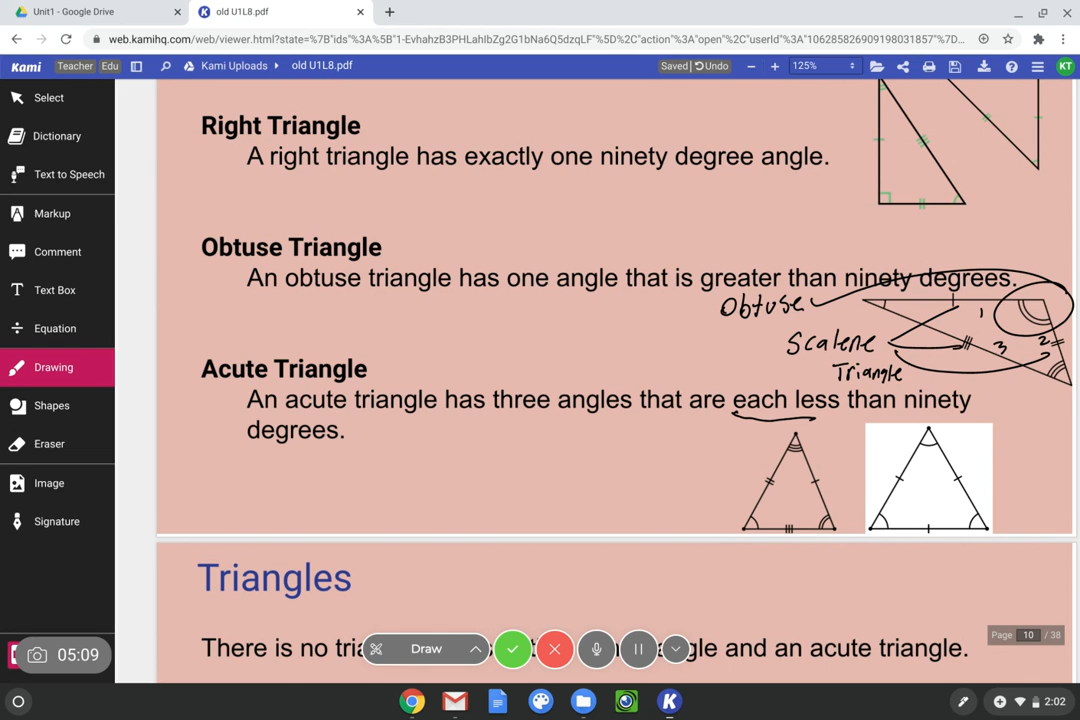 Unit1 - Google Drive
old U1L8.pdf
web.kamihq.com/web/viewer.html?state=%7B"ids"%3A%5B"1-EvhahzB3PHLahIbZg2G1bNa6Q5dzqLF"%5D%2C"action"%3A"open"%2C"userId"%3A"106285826909198031857"%7D...
Kami
Teacher
Edu
Kami Uploads
old U1L8.pdf
Saved
Undo
125%
KT
Select
Dictionary
Text to Speech
Markup
Comment
Text Box
Equation
Drawing
Shapes
Eraser
Image
Signature
Right Triangle
A right triangle has exactly one ninety degree angle.
Obtuse Triangle
An obtuse triangle has one angle that is greater than ninety degrees.
Obtuse
1
Scalene
3
2
Triangle
Acute Triangle
An acute triangle has three angles that are each less than ninety
degrees.
Triangles
Page 10 / 38
There is no
and an acute triangle.
Draw
05:09
2:02